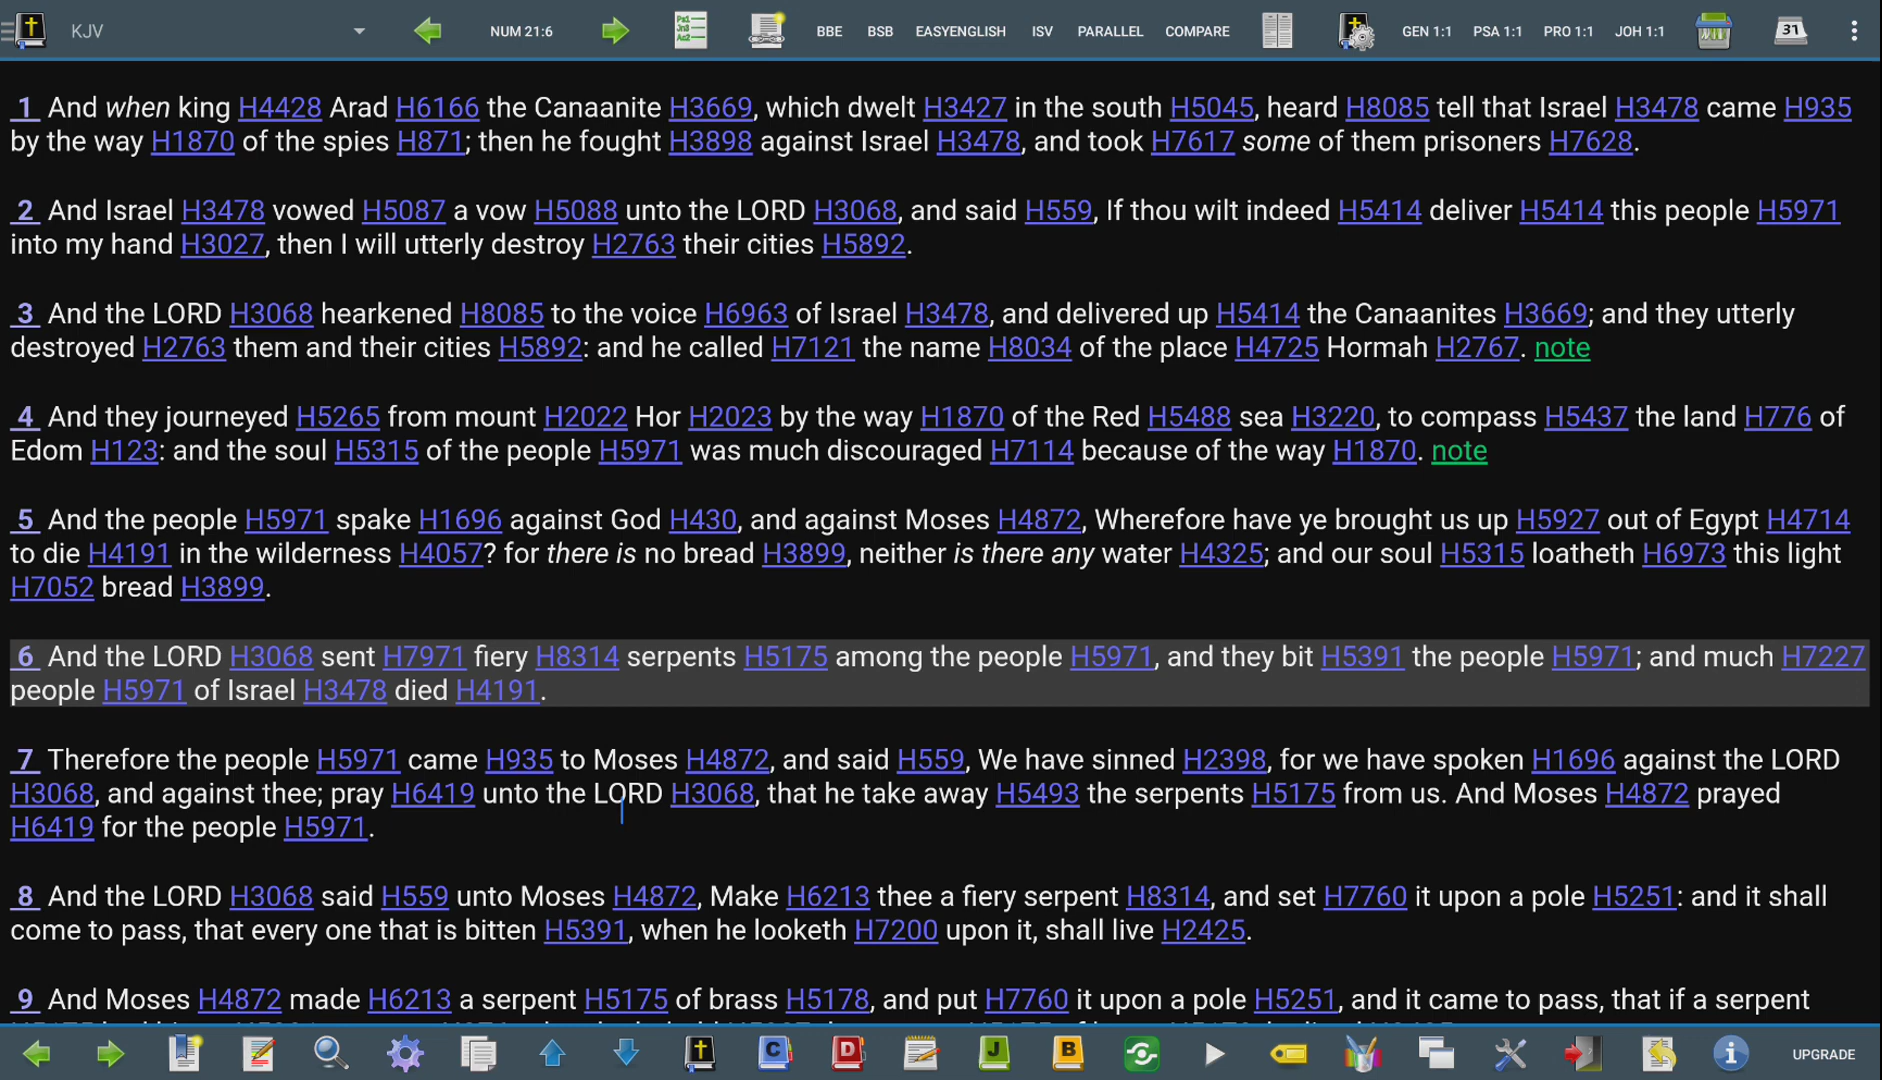 KJV NUM 21:6 BBE BSB EASYENGLISH ISV PARALLEL COMPARE GEN 1:1 PSA 1:1 PRO 1:1 JOH 1:1 31
1 And when king H4428 Arad H6166 the Canaanite H3669, which dwelt H3427 in the south H5045, heard H8085 tell that Israel H3478 came H935
by the way H1870 of the spies H871; then he fought H3898 against Israel H3478, and took H7617 some of them prisoners H7628.
2 And Israel H3478 vowed H5087 a vow H5088 unto the LORD H3068, and said H559, If thou wilt indeed H5414 deliver H5414 this people H5971
into my hand H3027, then I will utterly destroy H2763 their cities H5892.
3 And the LORD H3068 hearkened H8085 to the voice H6963 of Israel H3478, and delivered up H5414 the Canaanites H3669; and they utterly
destroyed H2763 them and their cities H5892: and he called H7121 the name H8034 of the place H4725 Hormah H2767. note
4 And they journeyed H5265 from mount H2022 Hor H2023 by the way H1870 of the Red H5488 sea H3220, to compass H5437 the land H776 of
Edom H123: and the soul H5315 of the people H5971 was much discouraged H7114 because of the way H1870. note
5 And the people H5971 spake H1696 against God H430, and against Moses H4872, Wherefore have ye brought us up H5927 out of Egypt H4714
to die H4191 in the wilderness H4057? for there is no bread H3899, neither is there any water H4325; and our soul H5315 loatheth H6973 this light
H7052 bread H3899.
6 And the LORD H3068 sent H7971 fiery H8314 serpents H5175 among the people H5971, and they bit H5391 the people H5971; and much H7227
people H5971 of Israel H3478 died H4191.
7 Therefore the people H5971 came H935 to Moses H4872, and said H559, We have sinned H2398, for we have spoken H1696 against the LORD
H3068, and against thee; pray H6419 unto the LORD H3068, that he take away H5493 the serpents H5175 from us. And Moses H4872 prayed
H6419 for the people H5971.
8 And the LORD H3068 said H559 unto Moses H4872, Make H6213 thee a fiery serpent H8314, and set H7760 it upon a pole H5251: and it shall
come to pass, that every one that is bitten H5391, when he looketh H7200 upon it, shall live H2425.
9 And Moses H4872 made H6213 a serpent H5175 of brass H5178, and put H7760 it upon a pole H5251, and it came to pass, that if a serpent
C D J B UPGRADE